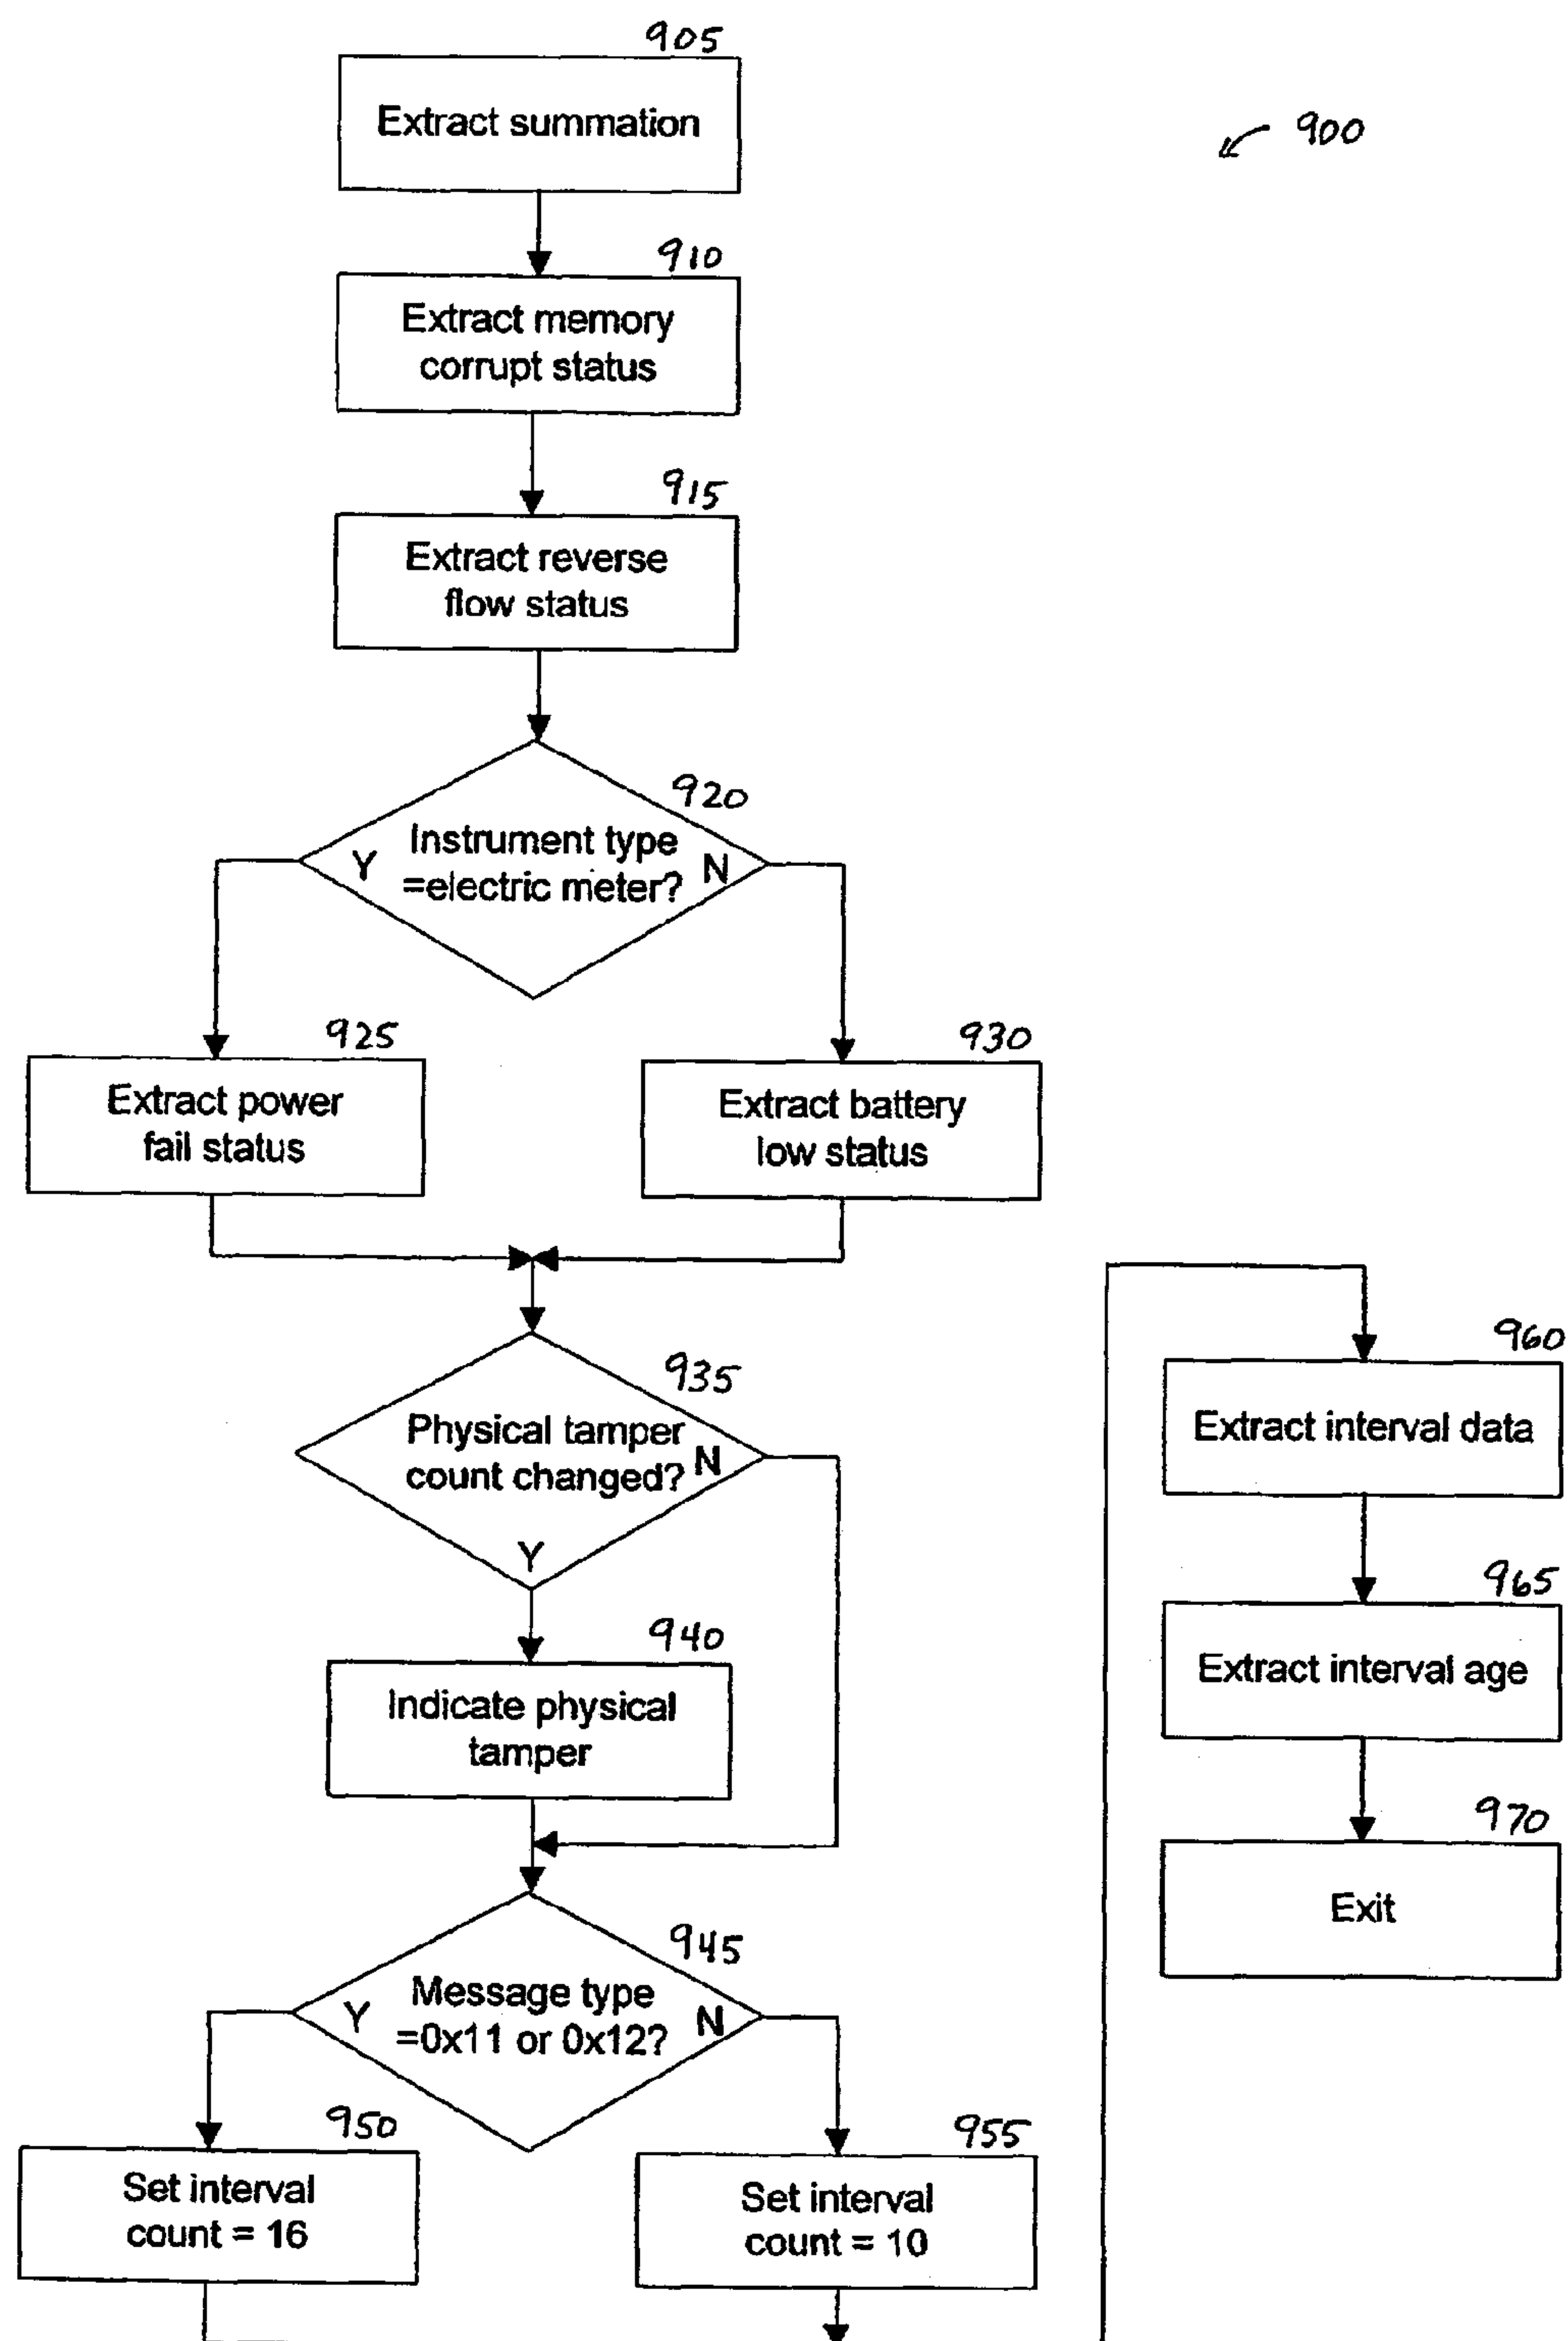 905
Extract summation
900
910
Extract memory
corrupt status
915
Extract reverse
flow status
920
Instrument type
=electric meter?
Y
N
925
Extract power
fail status
930
Extract battery
low status
935
Physical tamper
count changed?
N
Y
940
Indicate physical
tamper
945
Message type
=0x11 or 0x12?
Y
N
950
Set interval
count = 16
955
Set interval
count = 10
960
Extract interval data
965
Extract interval age
970
Exit